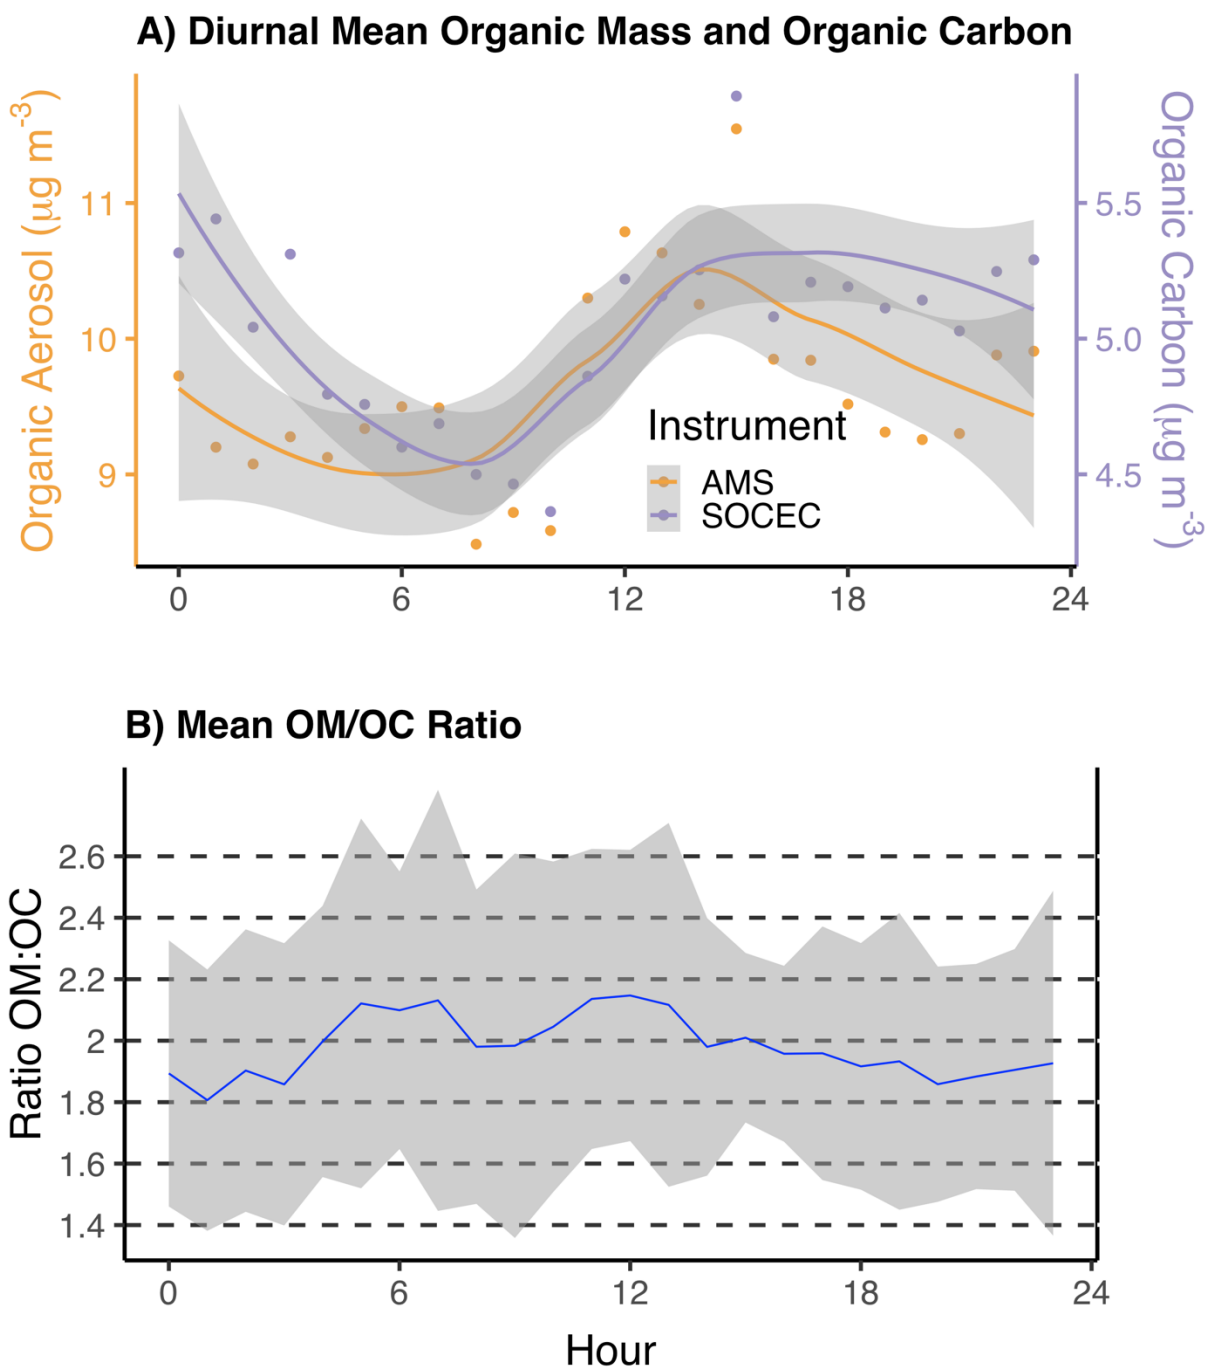 A) Diurnal Mean Organic Mass and Organic Carbon
Organic Aerosol (μg m-3)
11
10
9
5.5
5.0
4.5
Organic Carbon (μg m-3)
Instrument
AMS
SOCEC
0 6 12 18 24
B) Mean OM/OC Ratio
Ratio OM:OC
2.6
2.4
2.2
2
1.8
1.6
1.4
0 6 12 18 24
Hour